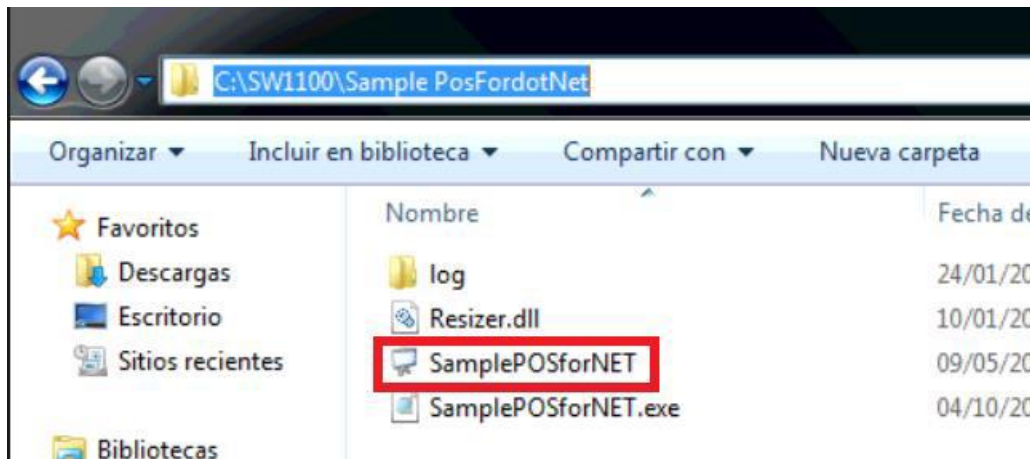 C:\SW1100\Sample PosFordotNet
Organizar Incluir en biblioteca Compartir con Nueva carpeta
Favoritos
Descargas
Escritorio
Sitios recientes
Bibliotecas
Nombre Fecha de
log 24/01/20
Resizer.dll 10/01/20
SamplePOSforNET 09/05/20
SamplePOSforNET.exe 04/10/20